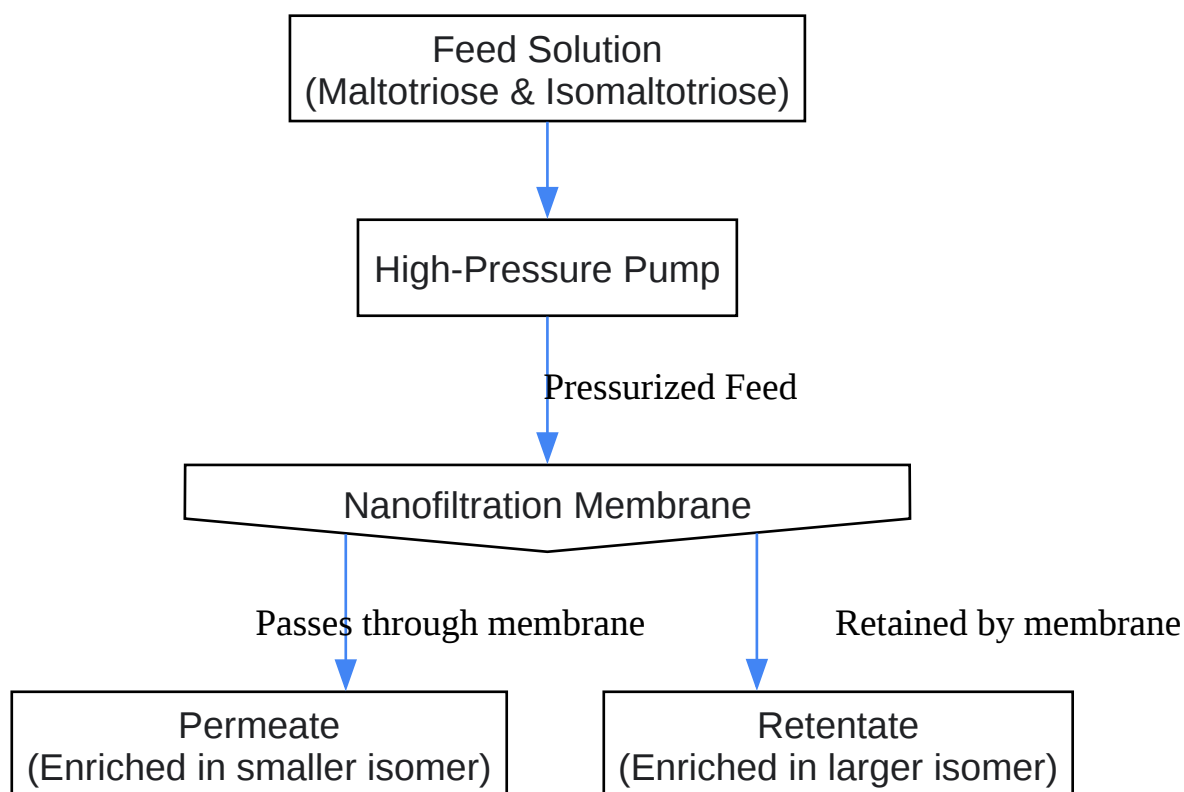 Feed Solution
(Maltotriose & Isomaltotriose)
High-Pressure Pump
Pressurized Feed
Nanofiltration Membrane
Passes through membrane
Retained by membrane
Permeate
(Enriched in smaller isomer)
Retentate
(Enriched in larger isomer)